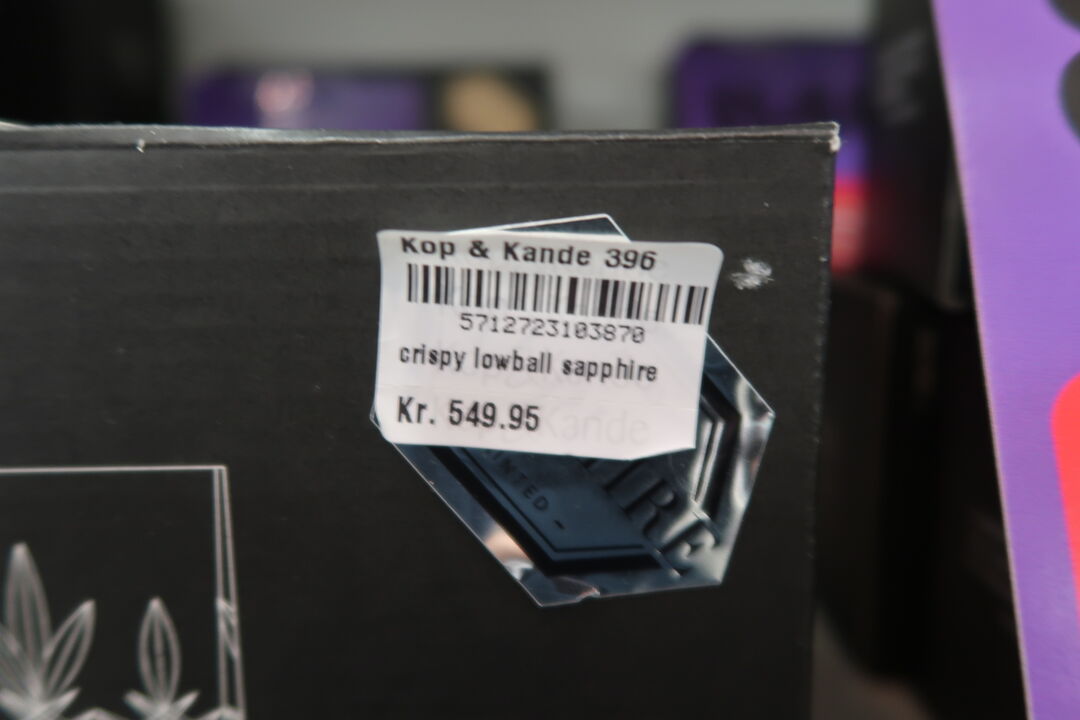 Kop & Kande 396
5712723103870
crispy lowball sapphire
Kr. 549.95